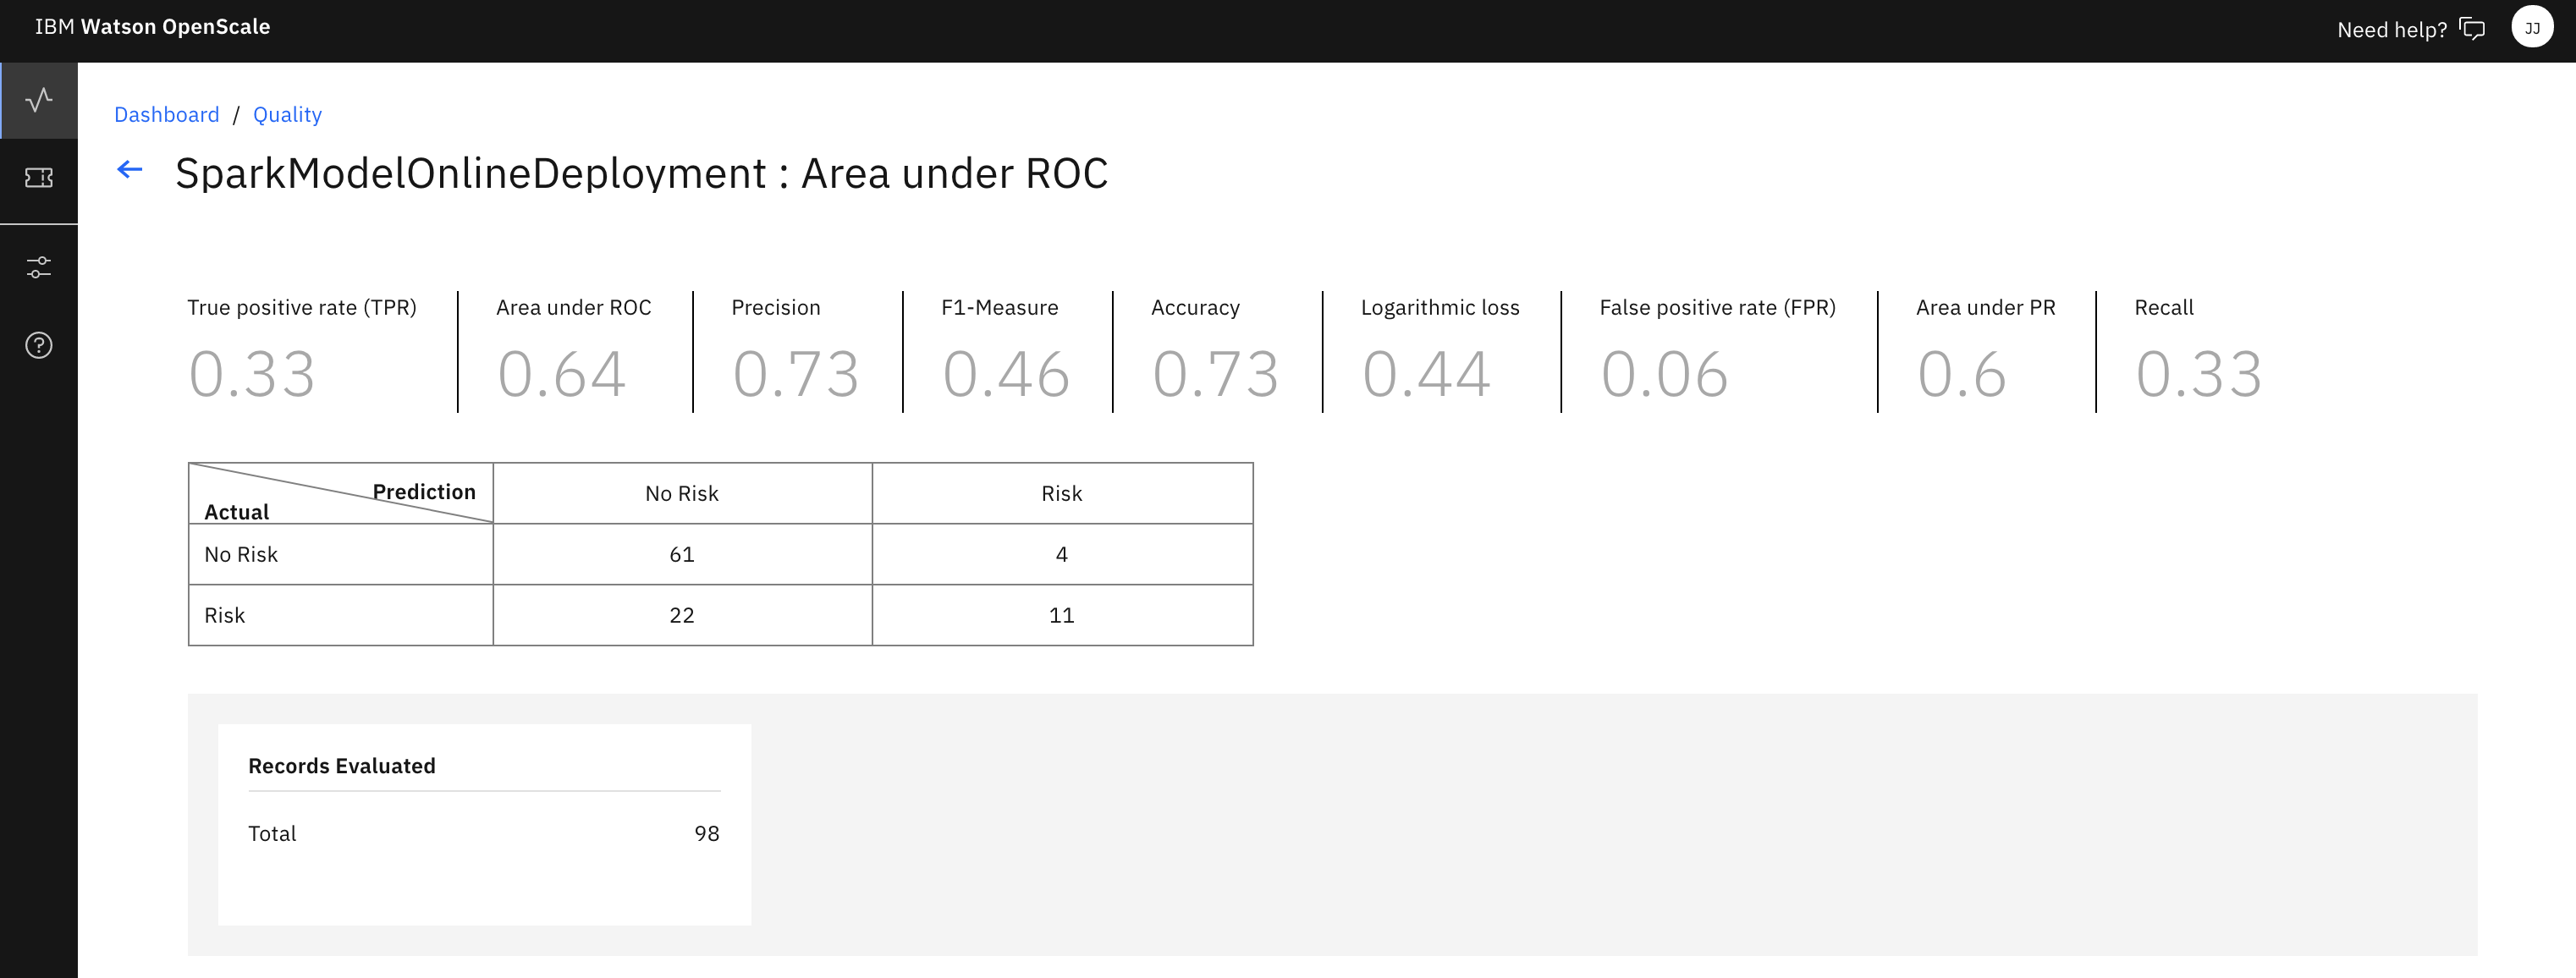 IBM Watson OpenScale
Need help?
JJ
Dashboard / Quality
SparkModelOnlineDeployment : Area under ROC
True positive rate (TPR)
0.33
Area under ROC
0.64
Precision
0.73
F1-Measure
0.46
Accuracy
0.73
Logarithmic loss
0.44
False positive rate (FPR)
0.06
Area under PR
0.6
Recall
0.33
Prediction
Actual
No Risk
Risk
No Risk
61
4
Risk
22
11
Records Evaluated
Total
98